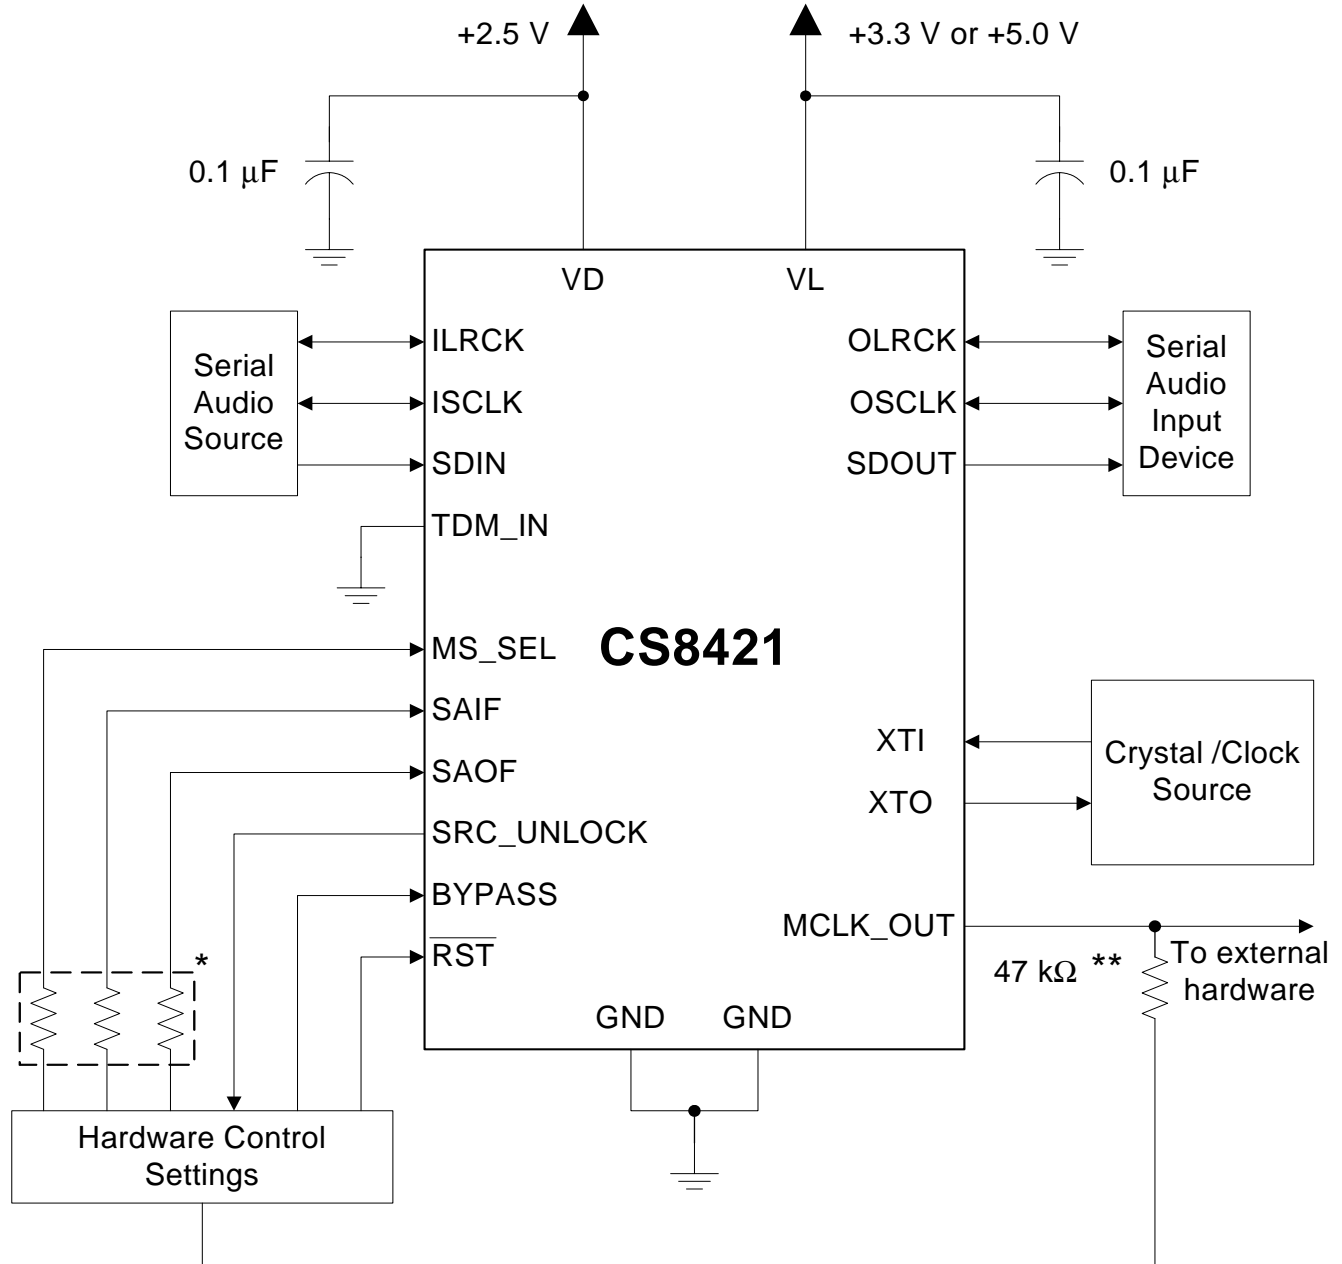 +2.5 V
+3.3 V or +5.0 V
0.1 µF
0.1 µF
VD
VL
Serial
Audio
Source
ILRCK
ISCLK
SDIN
TDM_IN
OLRCK
OSCLK
SDOUT
Serial
Audio
Input
Device
MS_SEL
CS8421
SAIF
SAOF
SRC_UNLOCK
BYPASS
RST
XTI
XTO
Crystal /Clock
Source
MCLK_OUT
47 kΩ **
To external
hardware
*
GND
GND
Hardware Control
Settings